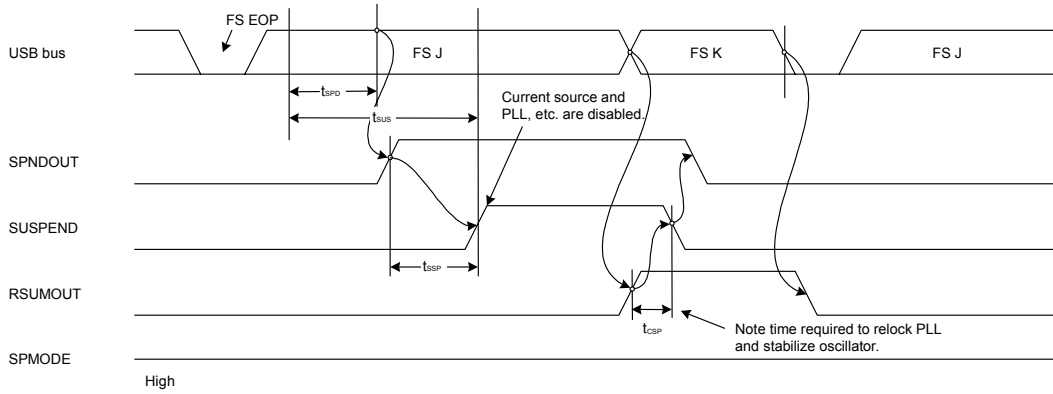 FS EOP
USB bus
FS J
FS K
FS J
tSPD
tSUS
Current source and
PLL, etc. are disabled.
SPNDOUT
SUSPEND
tSSP
RSUMOUT
tCSP
Note time required to relock PLL
and stabilize oscillator.
SPMODE
High